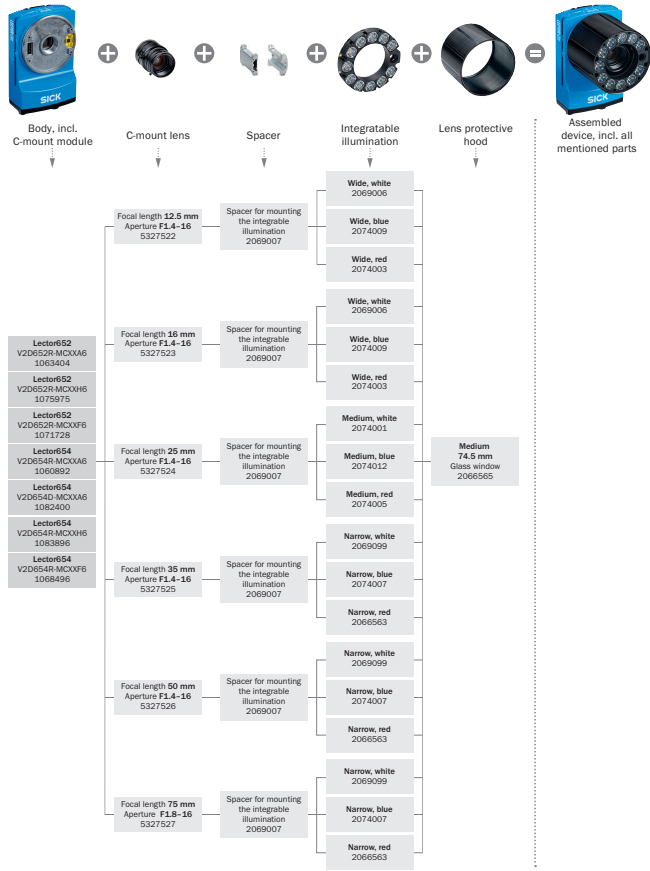 SICK
SICK
Body, incl.
C-mount module
C-mount lens
Spacer
Integratable
illumination
Lens protective
hood
Assembled
device, incl. all
mentioned parts
Lector652
V2D652R-MCXXA6
1063404
Lector652
V2D652R-MCXXH6
1075975
Lector652
V2D652R-MCXXF6
1071728
Lector654
V2D654R-MCXXA6
1060892
Lector654
V2D654D-MCXXA6
1082400
Lector654
V2D654R-MCXXH6
1083896
Lector654
V2D654R-MCXXF6
1068496
Focal length 12.5 mm
Aperture F1.4–16
5327522
Spacer for mounting
the integrable
illumination
2069007
Wide, white
2069006
Wide, blue
2074009
Wide, red
2074003
Focal length 16 mm
Aperture F1.4–16
5327523
Spacer for mounting
the integrable
illumination
2069007
Wide, white
2069006
Wide, blue
2074009
Wide, red
2074003
Focal length 25 mm
Aperture F1.4–16
5327524
Spacer for mounting
the integrable
illumination
2069007
Medium, white
2074001
Medium, blue
2074012
Medium, red
2074005
Focal length 35 mm
Aperture F1.4–16
5327525
Spacer for mounting
the integrable
illumination
2069007
Narrow, white
2069099
Narrow, blue
2074007
Narrow, red
2066563
Focal length 50 mm
Aperture F1.4–16
5327526
Spacer for mounting
the integrable
illumination
2069007
Narrow, white
2069099
Narrow, blue
2074007
Narrow, red
2066563
Focal length 75 mm
Aperture F1.8–16
5327527
Spacer for mounting
the integrable
illumination
2069007
Narrow, white
2069099
Narrow, blue
2074007
Narrow, red
2066563
Medium
74.5 mm
Glass window
2066565